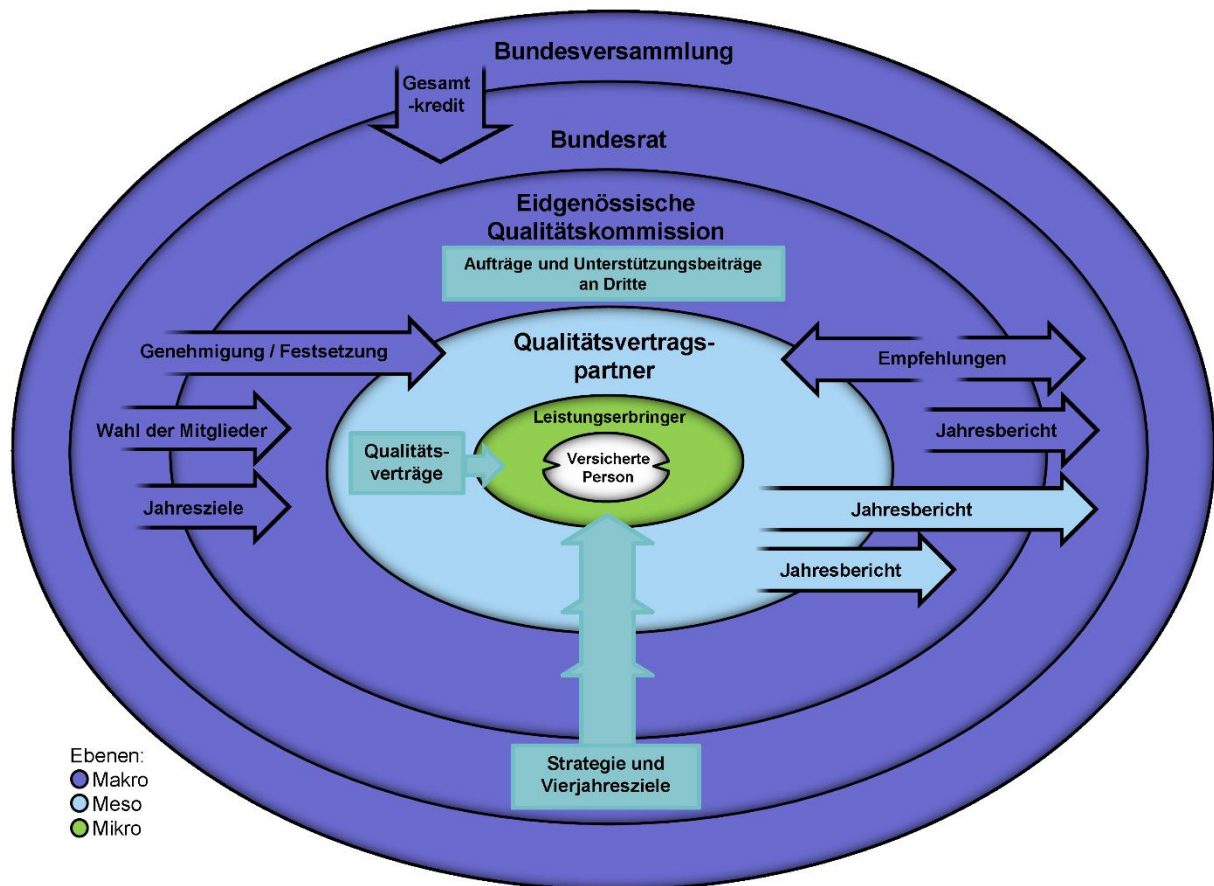 Bundesversammlung
Gesamt
-kredit
Bundesrat
Eidgenössische
Qualitätskommission
Aufträge und Unterstützungsbeiträge
an Dritte
Genehmigung / Festsetzung
Qualitätsvertrags-
partner
Empfehlungen
Wahl der Mitglieder
Leistungserbringer
Jahresbericht
Qualitäts-
verträge
Versicherte
Person
Jahresziele
Jahresbericht
Jahresbericht
Strategie und
Vierjahresziele
Ebenen:
Makro
Meso
Mikro